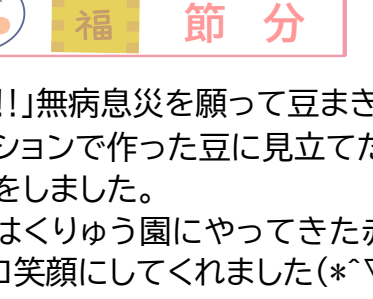 福 節分
!!」無病息災を願って豆まき
ションで作った豆に見立てた
をしました。
はくりゅう園にやってきた
笑顔にしてくれました(*^